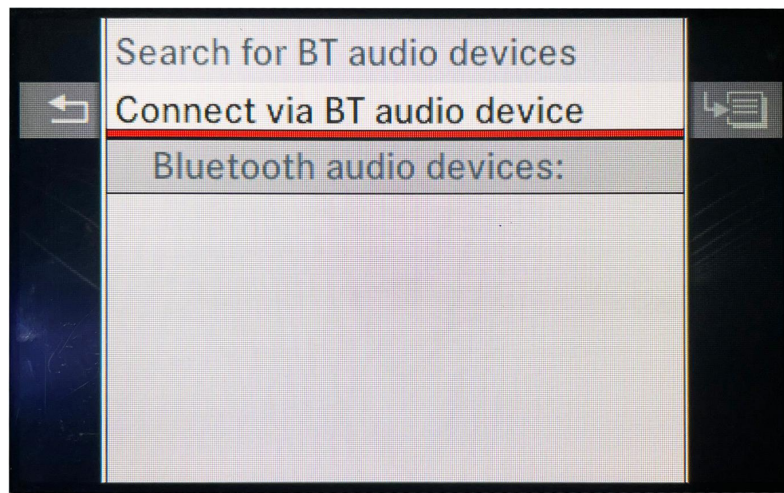 Search for BT audio devices
Connect via BT audio device
Bluetooth audio devices: